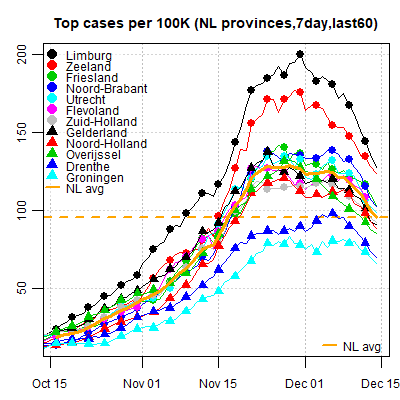 Top cases per 100K (NL provinces,7day,last60)
200
150
100
50
Limburg
Zeeland
Friesland
Noord-Brabant
Utrecht
Flevoland
Zuid-Holland
Gelderland
Noord-Holland
Overijssel
Drenthe
Groningen
NL avg
NL avg
Oct 15 Nov 01 Nov 15 Dec 01 Dec 15